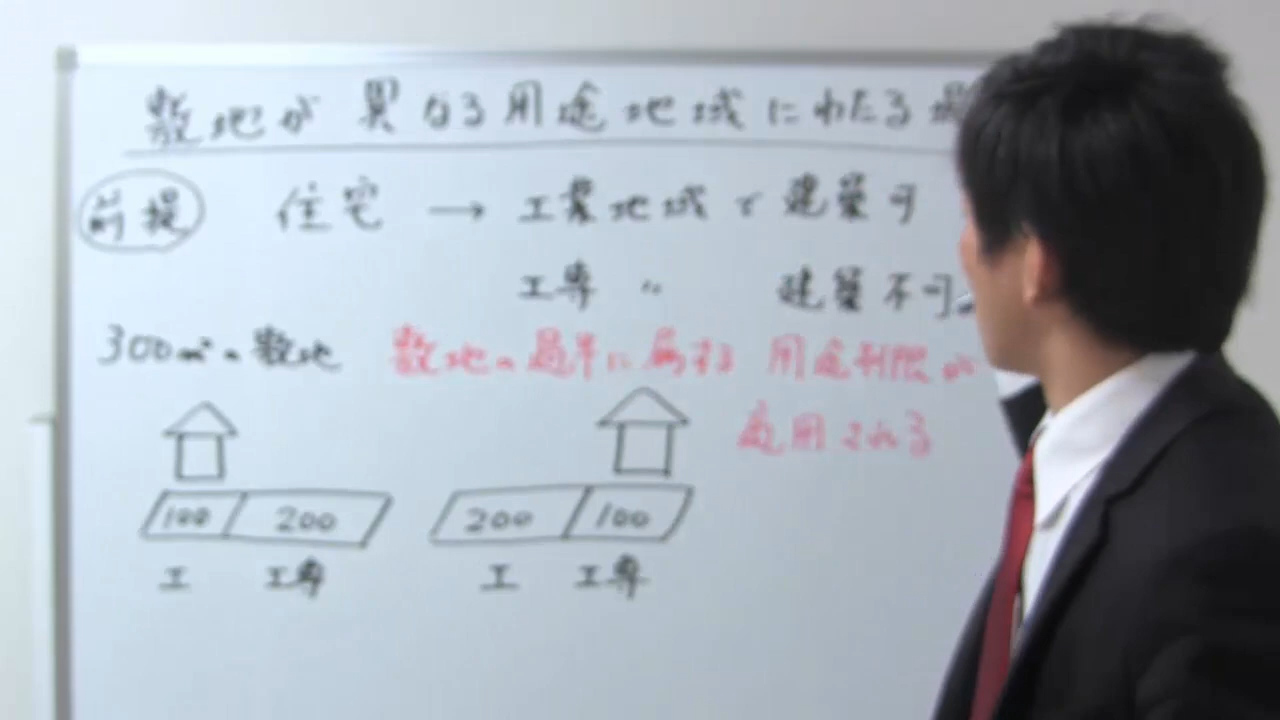 敷地が異なる用途地域にわたる
前提 住宅 → 工業地域で建築可
工専 〃 建築不可
300㎡の敷地 敷地の過半に属する用途制限が
適用される
100 200 200 100
工 工専 工 工専